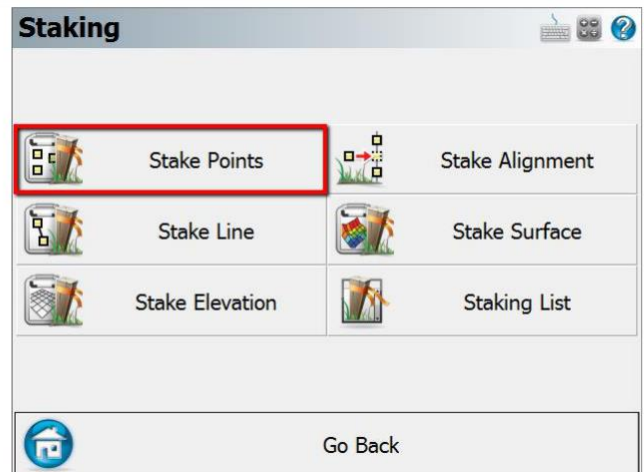 Staking
Stake Points
Stake Alignment
Stake Line
Stake Surface
Stake Elevation
Staking List
Go Back